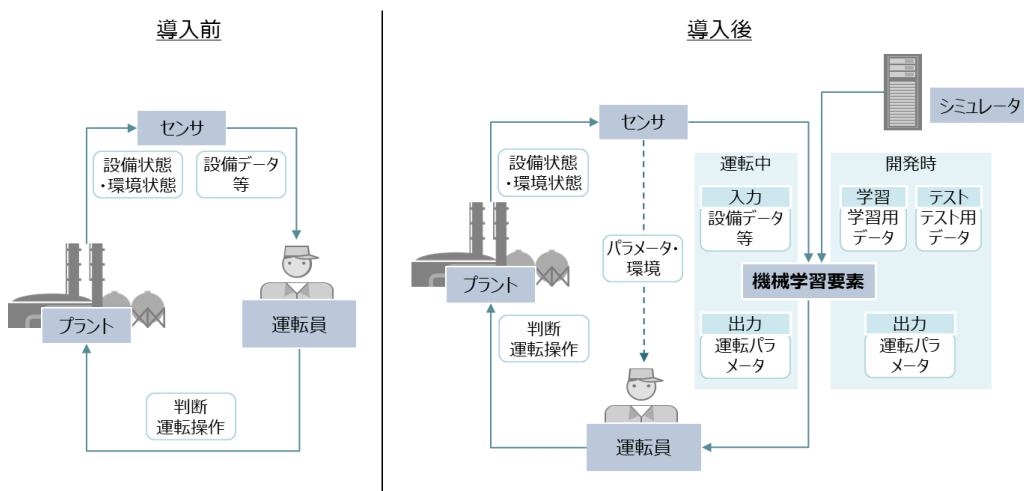 導入前
センサ
設備状態
・環境状態
設備データ
等
プラント
運転員
判断
運転操作
導入後
シミュレータ
センサ
設備状態
・環境状態
運転中
開発時
入力
設備データ
等
学習
学習用
データ
テスト
テスト用
データ
パラメータ・
環境
プラント
機械学習要素
判断
運転操作
出力
運転パラ
メータ
出力
運転パラ
メータ
運転員